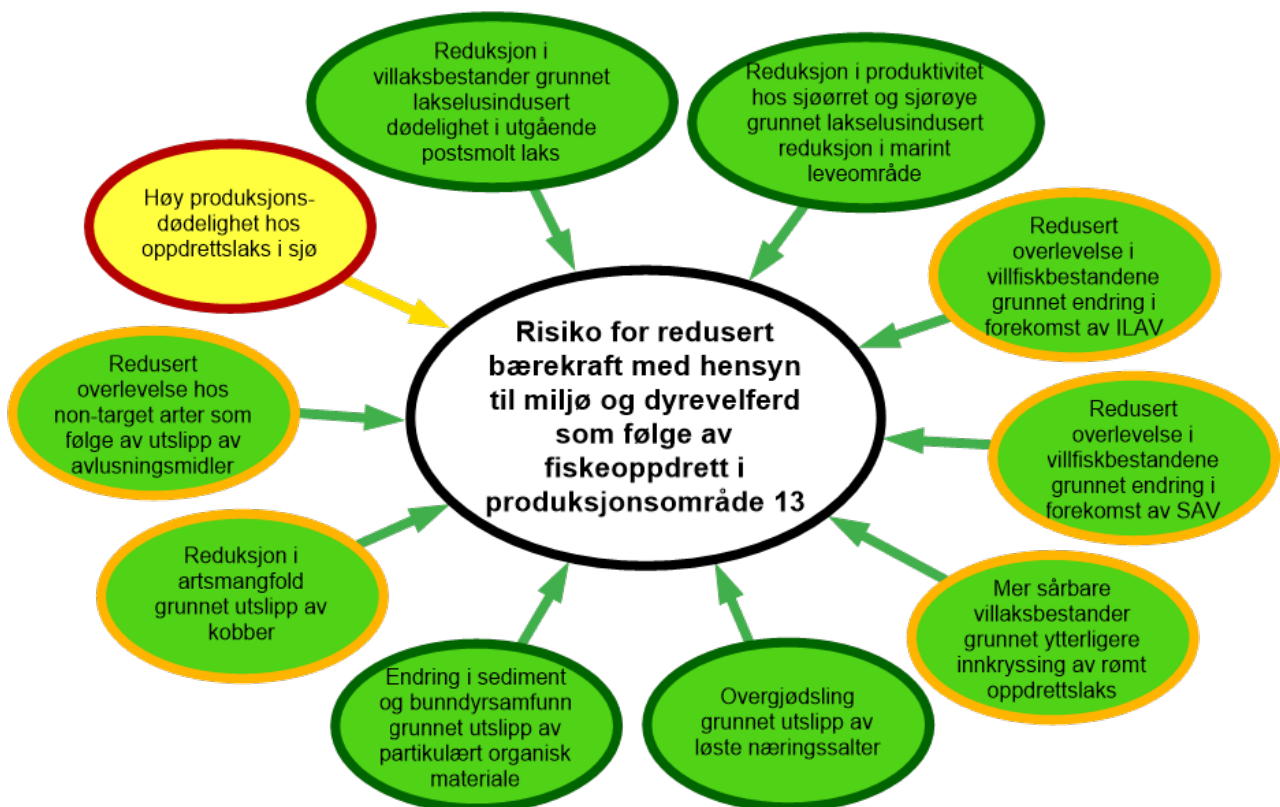 Reduksjon i
villaksbestander grunnet
lakselusindusert
dødelighet i utgående
postsmolt laks
Reduksjon i produktivitet
hos sjøørret og sjørøye
grunnet lakselusindusert
reduksjon i marint
leveområde
Høy produksjons-
dødelighet hos
oppdrettslaks i sjø
Redusert
overlevelse i
villfiskbestandene
grunnet endring i
forekomst av ILAV
Risiko for redusert
bærekraft med hensyn
til miljø og dyrevelferd
som følge av
fiskeoppdrett i
produksjonsområde 13
Redusert
overlevelse hos
non-target arter som
følge av utslipp av
avlusningsmidler
Redusert
overlevelse i
villfiskbestandene
grunnet endring i
forekomst av SAV
Reduksjon i
artsmangfold
grunnet utslipp av
kobber
Mer sårbare
villaksbestander
grunnet ytterligere
innkryssing av rømt
oppdrettslaks
Endring i sediment
og bunndyrsamfunn
grunnet utslipp av
partikulært organisk
materiale
Overgjødsling
grunnet utslipp av
løste næringssalter